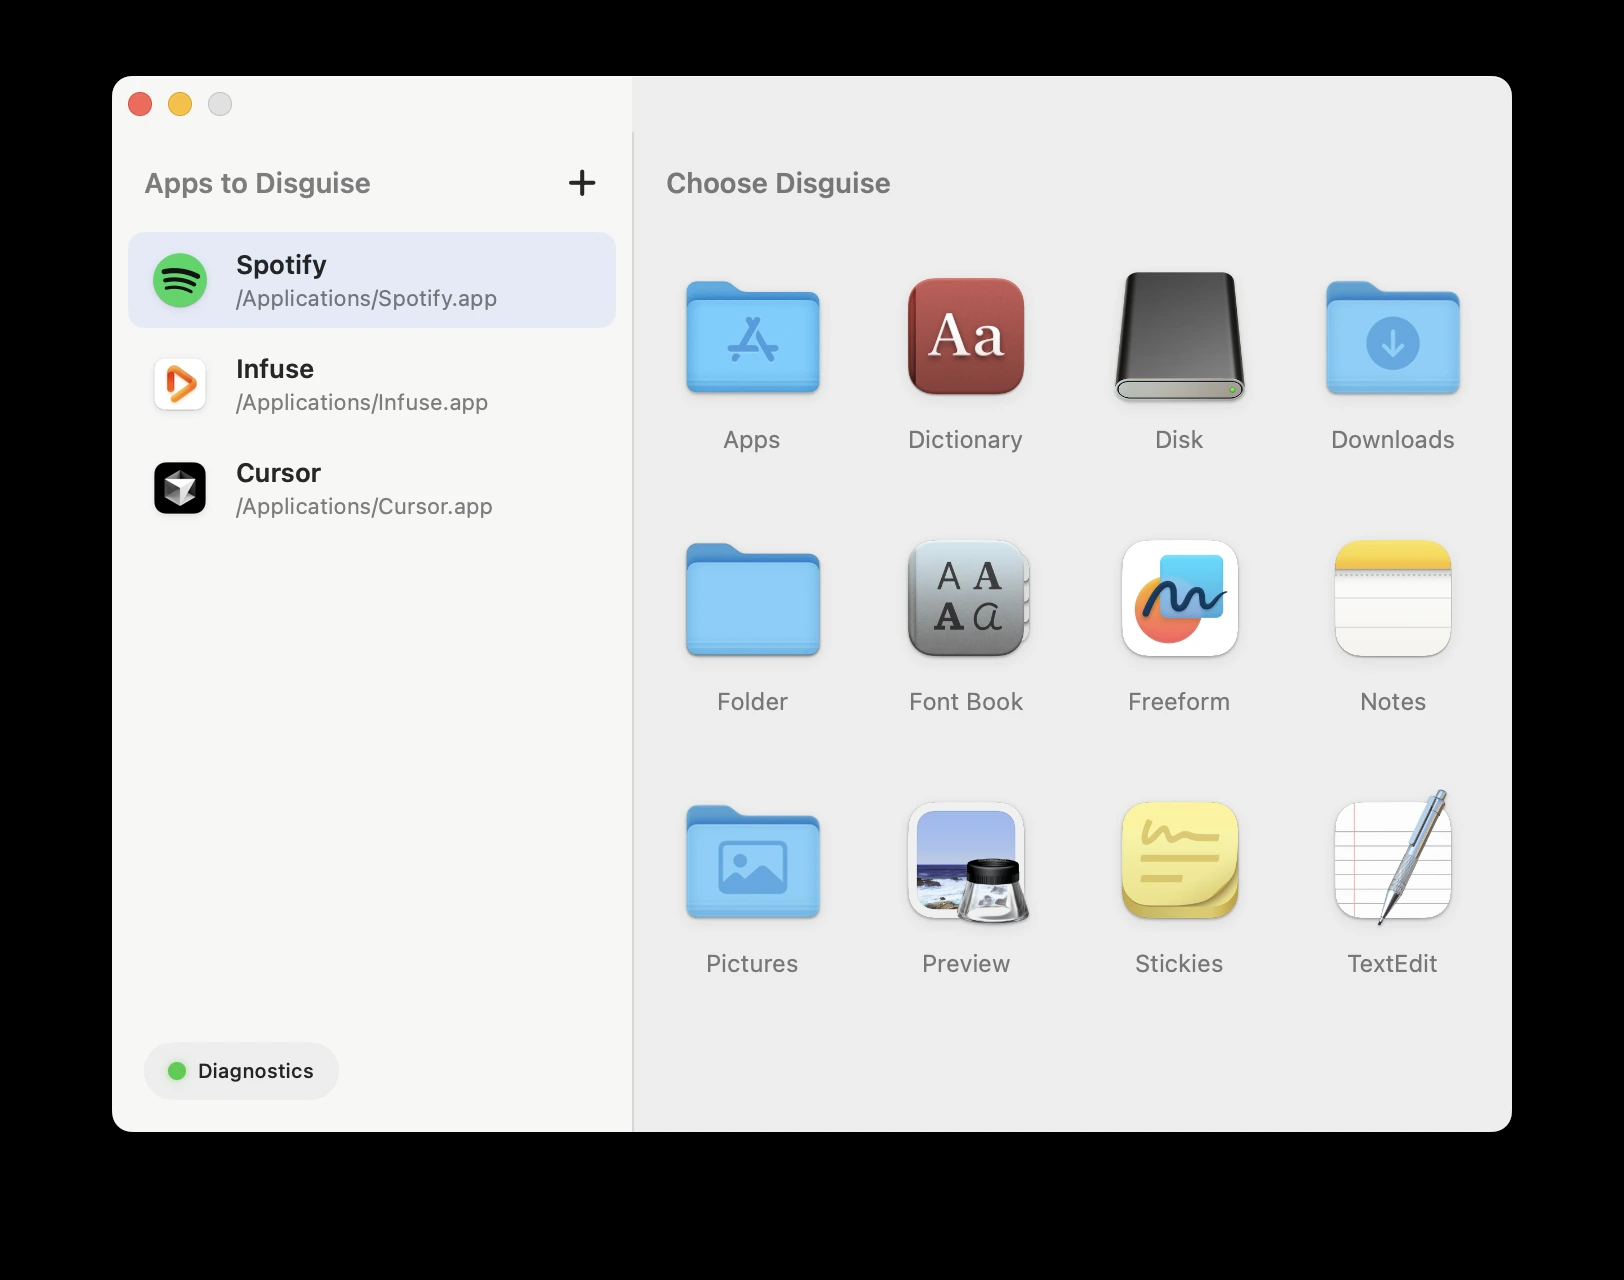 Apps to Disguise
Spotify
/Applications/Spotify.app
Infuse
/Applications/Infuse.app
Cursor
/Applications/Cursor.app
Diagnostics
Choose Disguise
Aa
Apps
Dictionary
Disk
Downloads
A A
A a
Folder
Font Book
Freeform
Notes
Pictures
Preview
Stickies
TextEdit